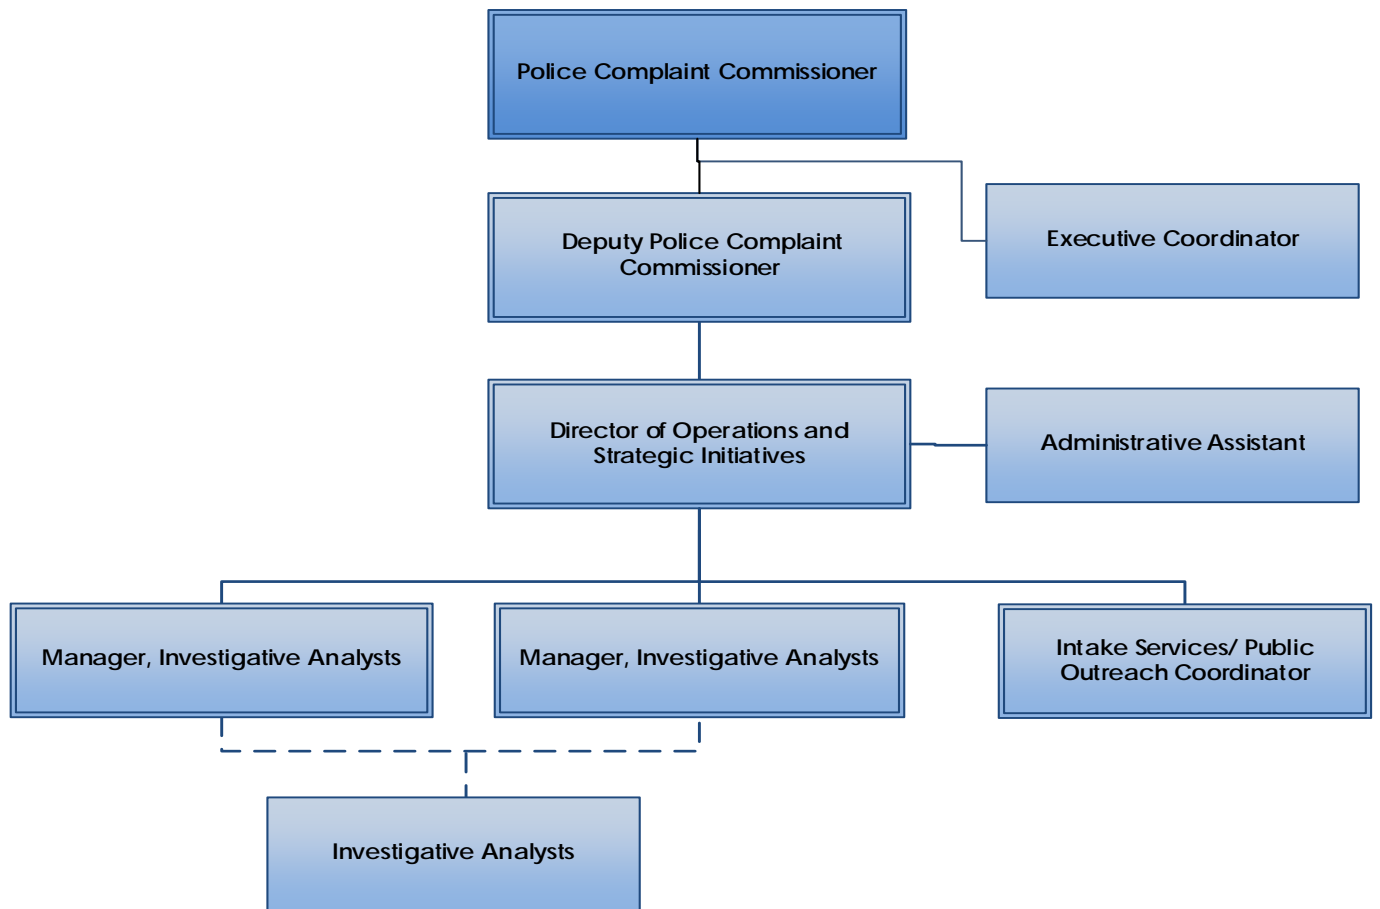 Police Complaint Commissioner
Deputy Police Complaint
Commissioner
Executive Coordinator
Director of Operations and
Strategic Initiatives
Administrative Assistant
Manager, Investigative Analysts
Manager, Investigative Analysts
Intake Services/ Public
Outreach Coordinator
Investigative Analysts